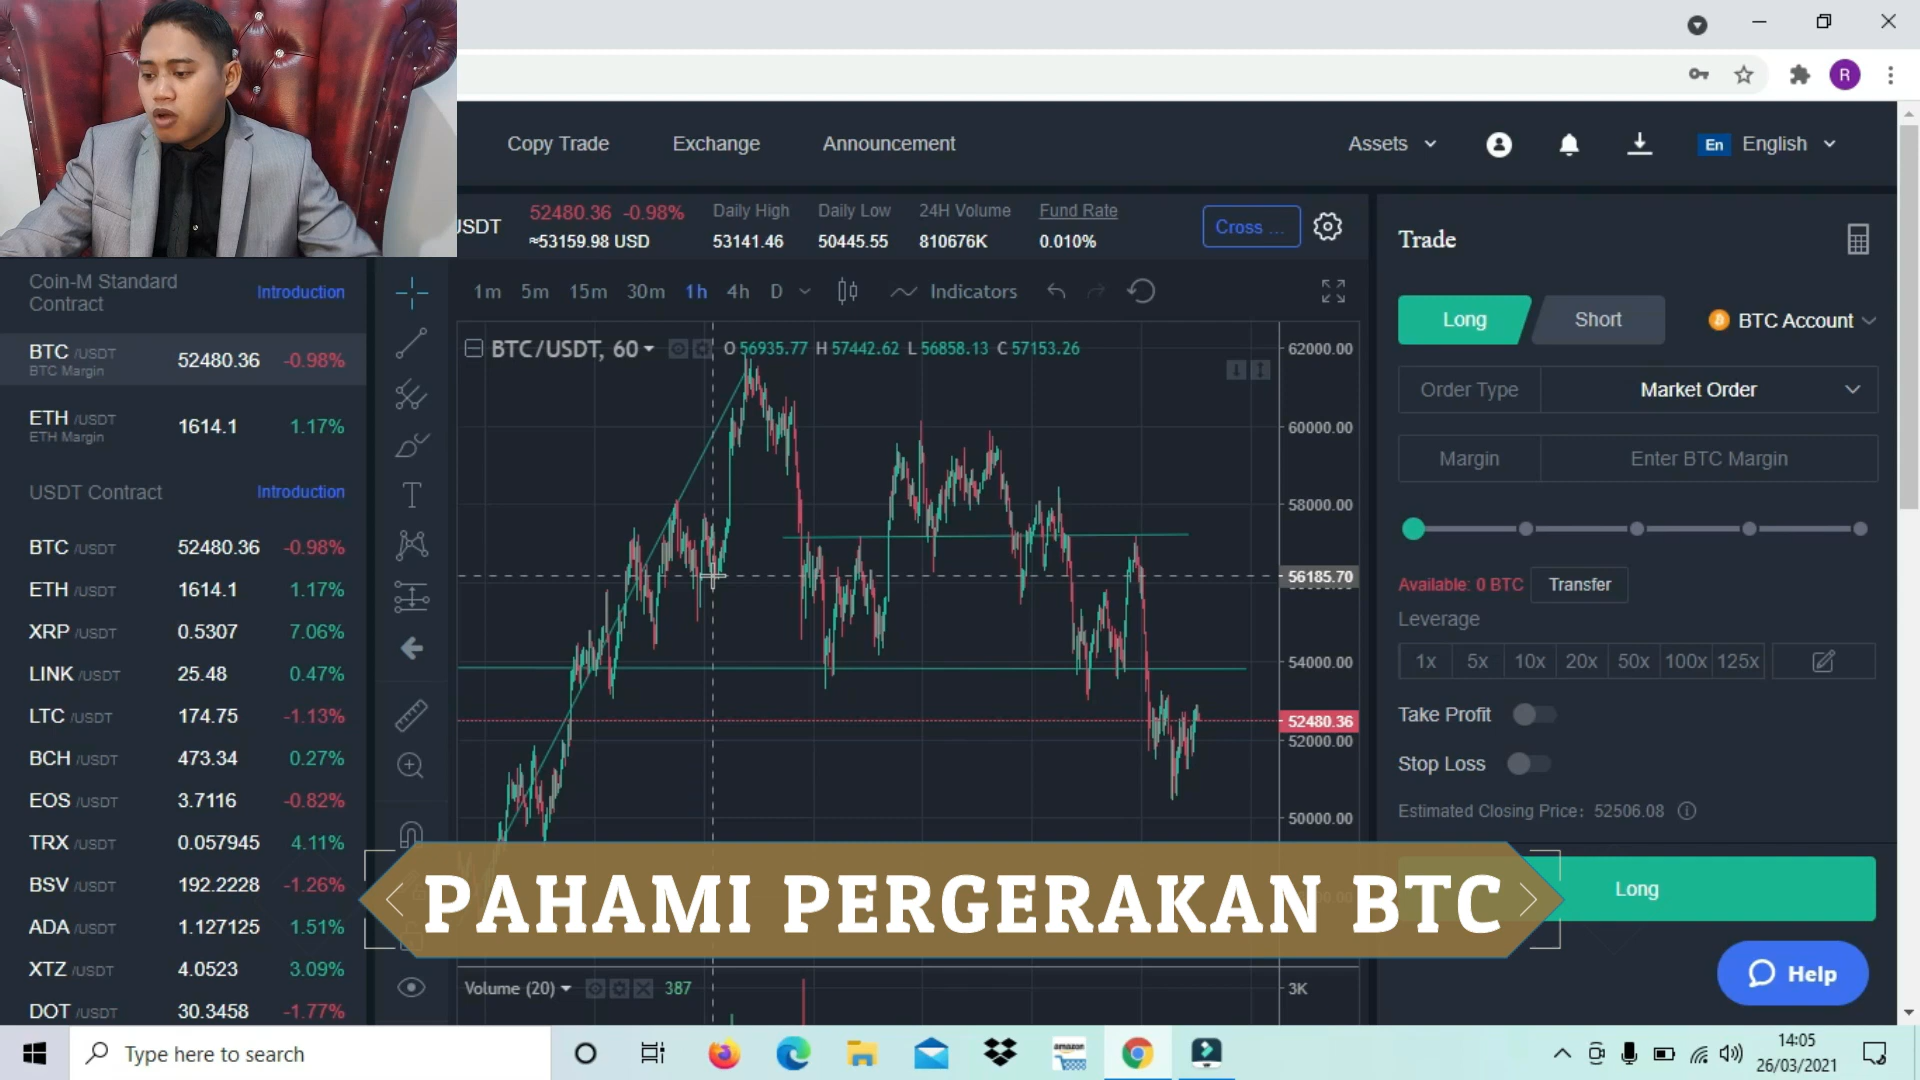 Copy Trade Exchange Announcement Assets En English
R
USDT 52480.36 -0.98% Daily High Daily Low 24H Volume Fund Rate Cross ...
≈53159.98 USD 53141.46 50445.55 810676K 0.010%
Trade
Coin-M Standard Contract Introduction
BTC /USDT 52480.36 -0.98%
BTC Margin
ETH /USDT 1614.1 1.17%
ETH Margin
USDT Contract Introduction
BTC /USDT 52480.36 -0.98%
ETH /USDT 1614.1 1.17%
XRP /USDT 0.5307 7.06%
LINK /USDT 25.48 0.47%
LTC /USDT 174.75 -1.13%
BCH /USDT 473.34 0.27%
EOS /USDT 3.7116 -0.82%
TRX /USDT 0.057945 4.11%
BSV /USDT 192.2228 -1.26%
ADA /USDT 1.127125 1.51%
XTZ /USDT 4.0523 3.09%
DOT /USDT 30.3458 -1.77%
1m 5m 15m 30m 1h 4h D Indicators
BTC/USDT, 60 O 56935.77 H 57442.62 L 56858.13 C 57153.26
62000.00
60000.00
58000.00
56185.70
54000.00
52480.36
52000.00
50000.00
Long Short BTC Account
Order Type Market Order
Margin Enter BTC Margin
Available: 0 BTC Transfer
Leverage
1x 5x 10x 20x 50x 100x 125x
Take Profit
Stop Loss
Estimated Closing Price: 52506.08
Long
PAHAMI PERGERAKAN BTC
Help
Volume (20) 387 3K
Type here to search
amazon
14:05
26/03/2021